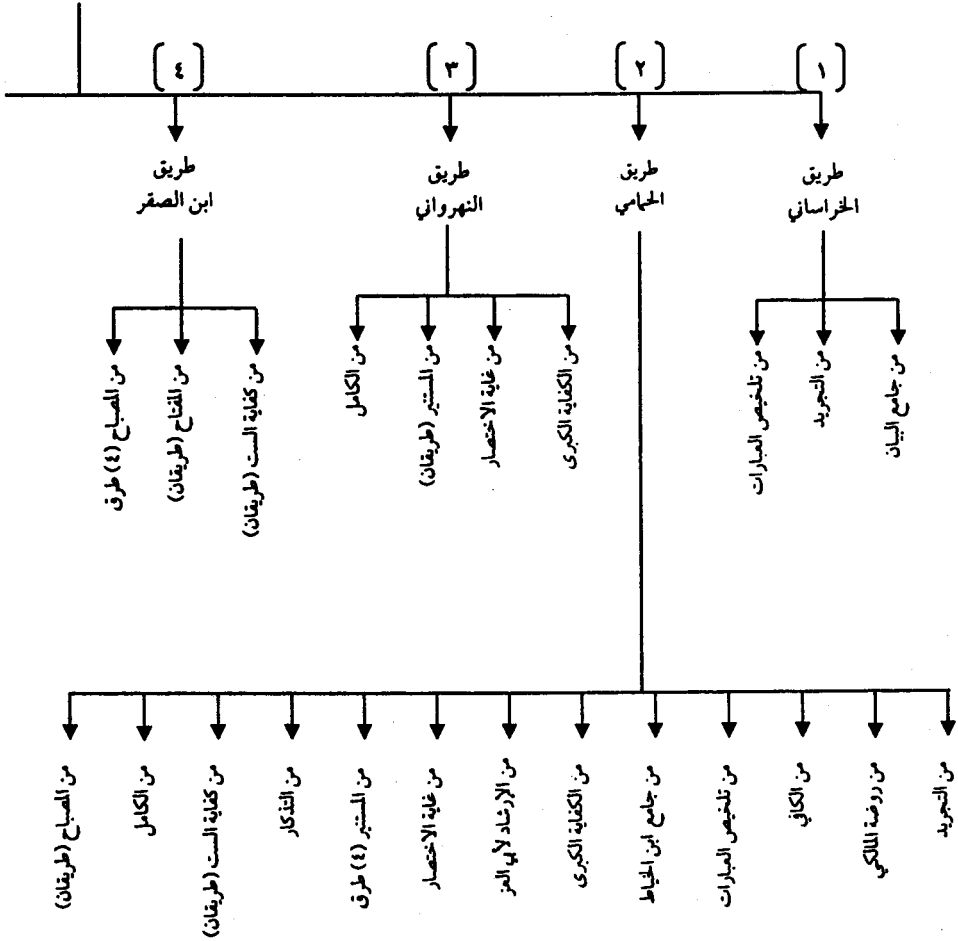 (١)
(٢)
(٣)
(٤)
طريق
الخراساني
طريق
الحمامي
طريق
النهرواني
طريق
ابن الصقر
من جامع البيان
من التجريد
من تلخيص العبارات
من الكفاية الكبرى
من غاية الاختصار
من المستنير (طريقان)
من الكامل
من كفاية الست (طريقان)
من المفتاح (طريقان)
من المصباح (٤) طرق
من التجريد
من روضة المالكي
من الكافي
من تلخيص العبارات
من جامع ابن الخياط
من الكفاية الكبرى
من الإرشاد لأبي العز
من غاية الاختصار
من المستنير (٤) طرق
من التذكار
من كفاية الست (طريقان)
من الكامل
من المصباح (طريقان)